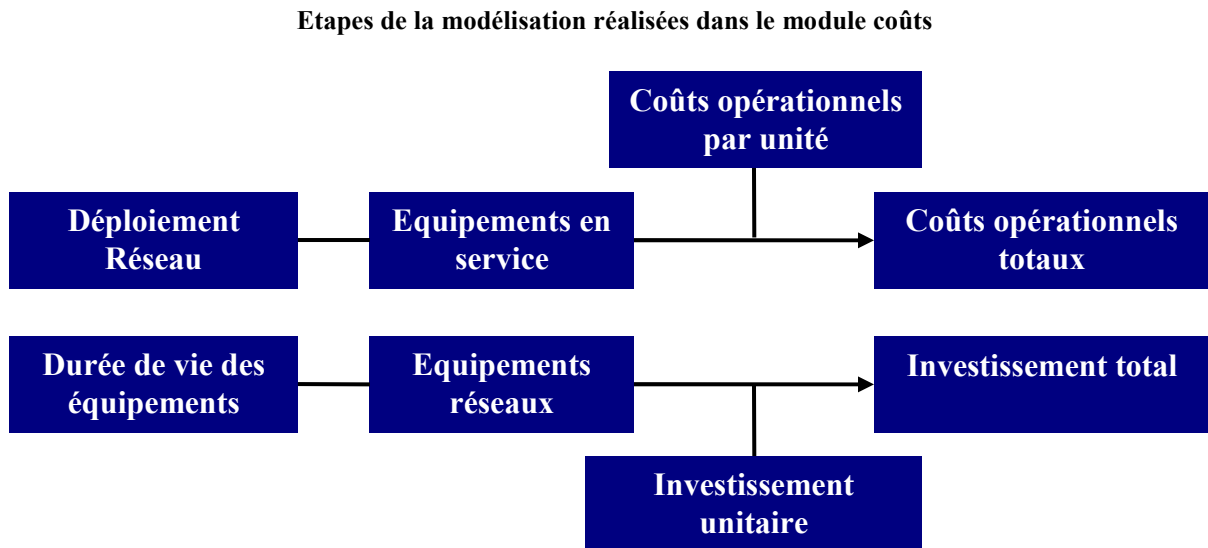 Etapes de la modélisation réalisées dans le module coûts
Coûts opérationnels
par unité
Déploiement
Réseau
Equipements en
service
Coûts opérationnels
totaux
Durée de vie des
équipements
Equipements
réseaux
Investissement total
Investissement
unitaire